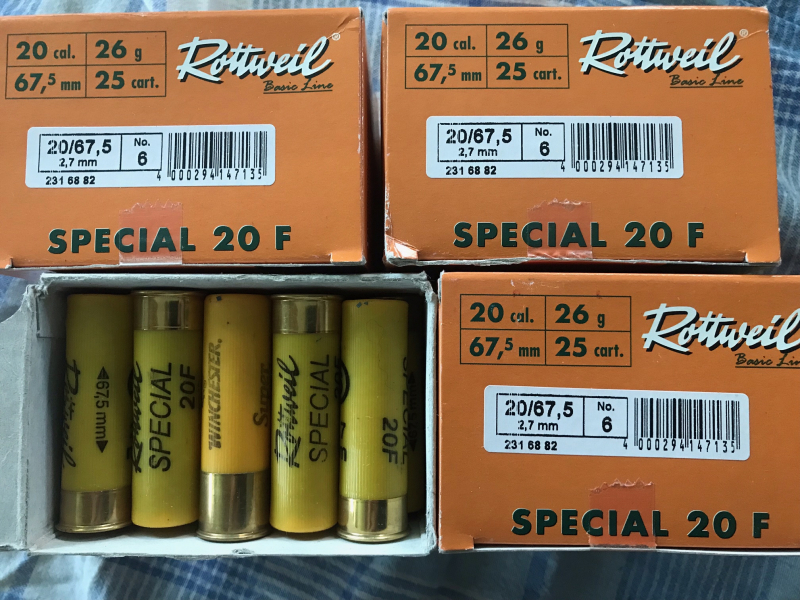 20 cal. 26 g
67,5 mm 25 cart.
Rottweil®
Basic Line
20/67,5 No.
2,7 mm 6
231 68 82
4 000294 147135
SPECIAL 20 F
20 cal. 26 g
67,5 mm 25 cart.
Rottweil®
Basic Line
20/67,5 No.
2,7 mm 6
231 68 82
4 000294 147135
SPECIAL 20 F
Rottweil
◄67,5 mm►
Rottweil
SPECIAL
20F
WINCHESTER
SUPER
Rottweil
SPECIAL
SPECIAL
20F
20 cal. 26 g
67,5 mm 25 cart.
Rottweil
Basic Lin
20/67,5 No.
2,7 mm 6
231 68 82
4 000294 147135
SPECIAL 20 F